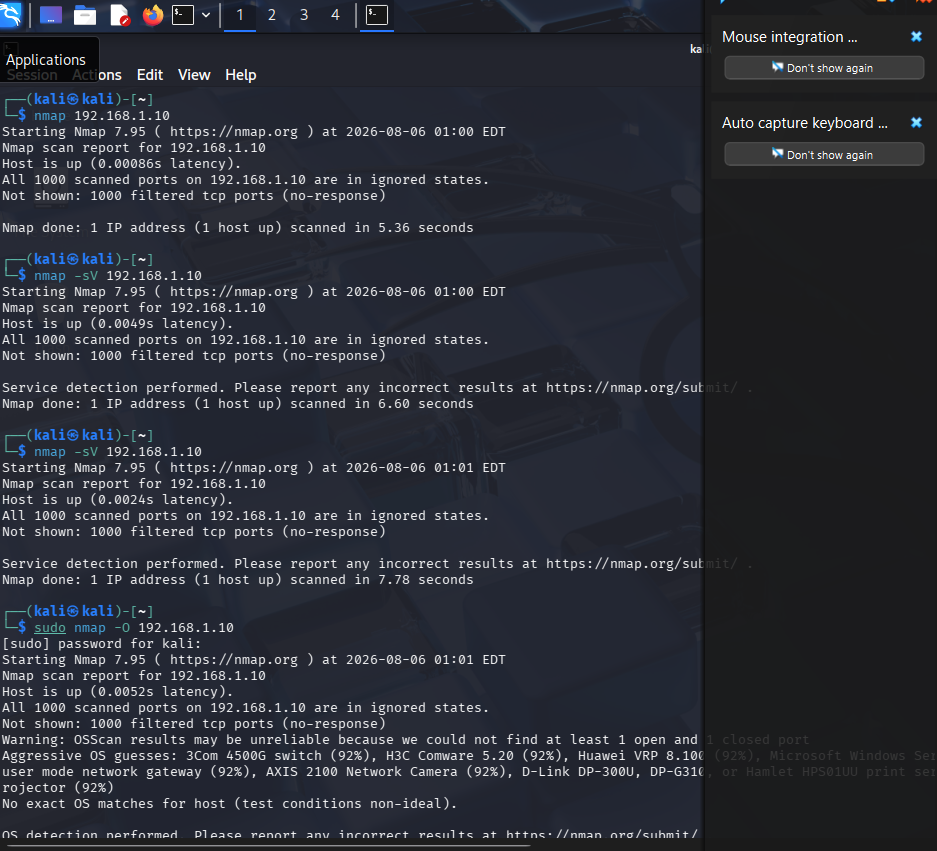 1 2 3 4
Applications
Session Actions Edit View Help
┌──(kali㉿kali)-[~]
└─$ nmap 192.168.1.10
Starting Nmap 7.95 ( https://nmap.org ) at 2026-08-06 01:00 EDT
Nmap scan report for 192.168.1.10
Host is up (0.00086s latency).
All 1000 scanned ports on 192.168.1.10 are in ignored states.
Not shown: 1000 filtered tcp ports (no-response)
Nmap done: 1 IP address (1 host up) scanned in 5.36 seconds
┌──(kali㉿kali)-[~]
└─$ nmap -sV 192.168.1.10
Starting Nmap 7.95 ( https://nmap.org ) at 2026-08-06 01:00 EDT
Nmap scan report for 192.168.1.10
Host is up (0.0049s latency).
All 1000 scanned ports on 192.168.1.10 are in ignored states.
Not shown: 1000 filtered tcp ports (no-response)
Service detection performed. Please report any incorrect results at https://nmap.org/submit/ .
Nmap done: 1 IP address (1 host up) scanned in 6.60 seconds
┌──(kali㉿kali)-[~]
└─$ nmap -sV 192.168.1.10
Starting Nmap 7.95 ( https://nmap.org ) at 2026-08-06 01:01 EDT
Nmap scan report for 192.168.1.10
Host is up (0.0024s latency).
All 1000 scanned ports on 192.168.1.10 are in ignored states.
Not shown: 1000 filtered tcp ports (no-response)
Service detection performed. Please report any incorrect results at https://nmap.org/submit/ .
Nmap done: 1 IP address (1 host up) scanned in 7.78 seconds
┌──(kali㉿kali)-[~]
└─$ sudo nmap -O 192.168.1.10
[sudo] password for kali:
Starting Nmap 7.95 ( https://nmap.org ) at 2026-08-06 01:01 EDT
Nmap scan report for 192.168.1.10
Host is up (0.0052s latency).
All 1000 scanned ports on 192.168.1.10 are in ignored states.
Not shown: 1000 filtered tcp ports (no-response)
Warning: OSScan results may be unreliable because we could not find at least 1 open and 1 closed port
Aggressive OS guesses: 3Com 4500G switch (92%), H3C Comware 5.20 (92%), Huawei VRP 8.100 (92%), Microsoft Windows Ser
user mode network gateway (92%), AXIS 2100 Network Camera (92%), D-Link DP-300U, DP-G310, or Hamlet HPS01UU print ser
rojector (92%)
No exact OS matches for host (test conditions non-ideal).
OS detection performed. Please report any incorrect results at https://nmap.org/submit/
Mouse integration ...
Don't show again
Auto capture keyboard ...
Don't show again